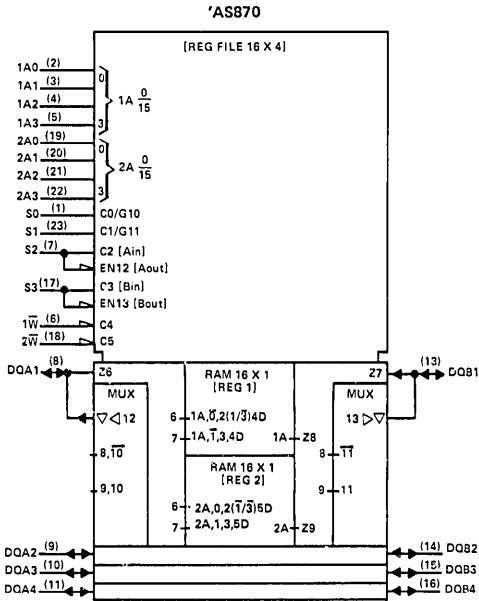 'AS870
[REG FILE 16 X 4]
1A0 (2)
0
1A1 (3)
1A2 (4)
1A 0/15
1A3 (5)
3
2A0 (19)
0
2A1 (20)
2A2 (21)
2A 0/15
2A3 (22)
3
S0 (1) C0/G10
S1 (23) C1/G11
S2 (7) C2 [Ain]
EN12 [Aout]
S3 (17) C3 [Bin]
EN13 [Bout]
1W̅ (6) C4
2W̅ (18) C5
DQA1 (8) Z6
RAM 16 X 1
[REG 1]
Z7 (13) DQB1
MUX
MUX
▽◁ 12
6 1A,0̅,2(1/3̅)4D
13 ▷▽
7 1A,1̅,3,4D
1A Z8
8,1̅0̅
8 1̅1̅
RAM 16 X 1
[REG 2]
9,10
9 11
6 2A,0,2(1̅/3̅)5D
7 2A,1,3,5D
2A Z9
DQA2 (9)
(14) DQB2
DQA3 (10)
(15) DQB3
DQA4 (11)
(16) DQB4